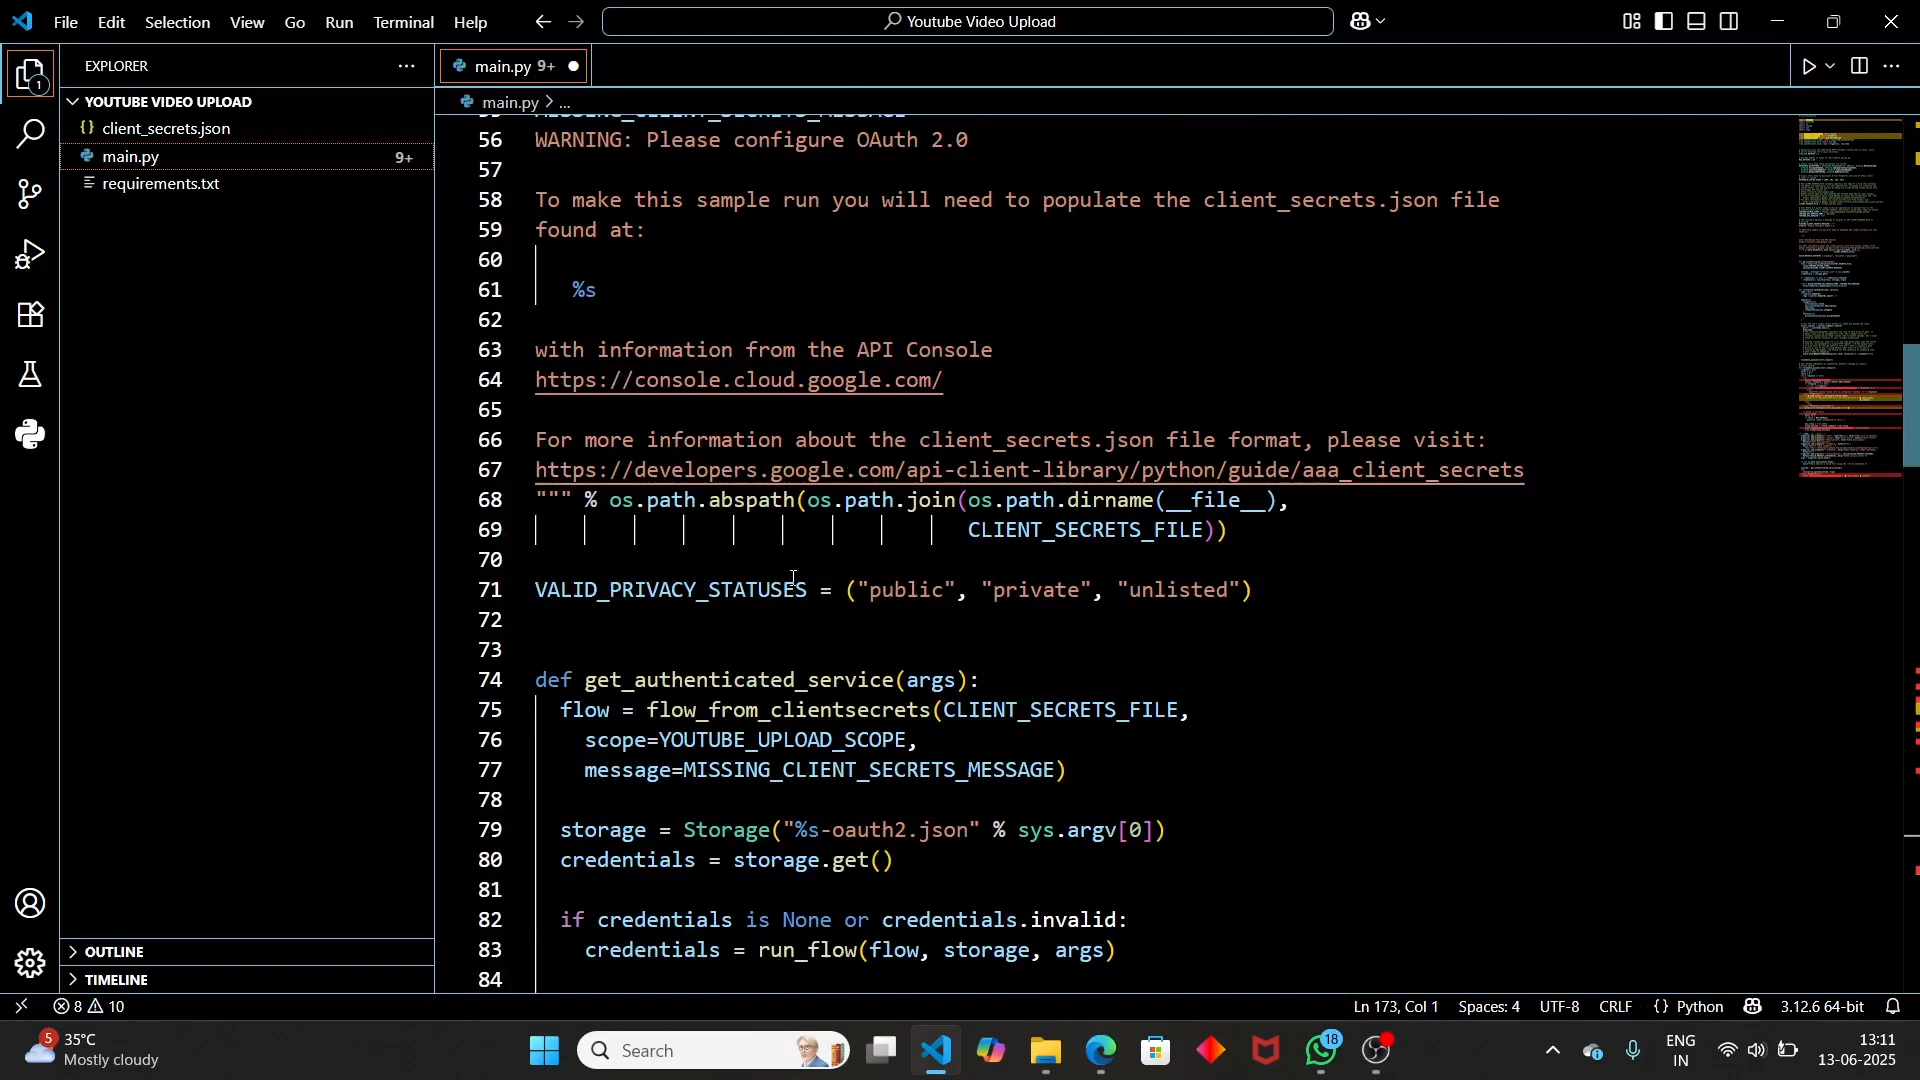 File Edit Selection View Go Run Terminal Help
Youtube Video Upload
EXPLORER
main.py 9+
YOUTUBE VIDEO UPLOAD
main.py > ...
client_secrets.json
main.py 9+
requirements.txt
56 WARNING: Please configure OAuth 2.0
57
58 To make this sample run you will need to populate the client_secrets.json file
59 found at:
60
61 %s
62
63 with information from the API Console
64 https://console.cloud.google.com/
65
66 For more information about the client_secrets.json file format, please visit:
67 https://developers.google.com/api-client-library/python/guide/aaa_client_secrets
68 """ % os.path.abspath(os.path.join(os.path.dirname(__file__),
69 CLIENT_SECRETS_FILE))
70
71 VALID_PRIVACY_STATUSES = ("public", "private", "unlisted")
72
73
74 def get_authenticated_service(args):
75 flow = flow_from_clientsecrets(CLIENT_SECRETS_FILE,
76 scope=YOUTUBE_UPLOAD_SCOPE,
77 message=MISSING_CLIENT_SECRETS_MESSAGE)
78
79 storage = Storage("%s-oauth2.json" % sys.argv[0])
80 credentials = storage.get()
81
82 if credentials is None or credentials.invalid:
83 credentials = run_flow(flow, storage, args)
84
OUTLINE
TIMELINE
8 10
Ln 173, Col 1 Spaces: 4 UTF-8 CRLF {} Python 3.12.6 64-bit
5 35°C
Mostly cloudy
Search
18
ENG
IN
13:11
13-06-2025